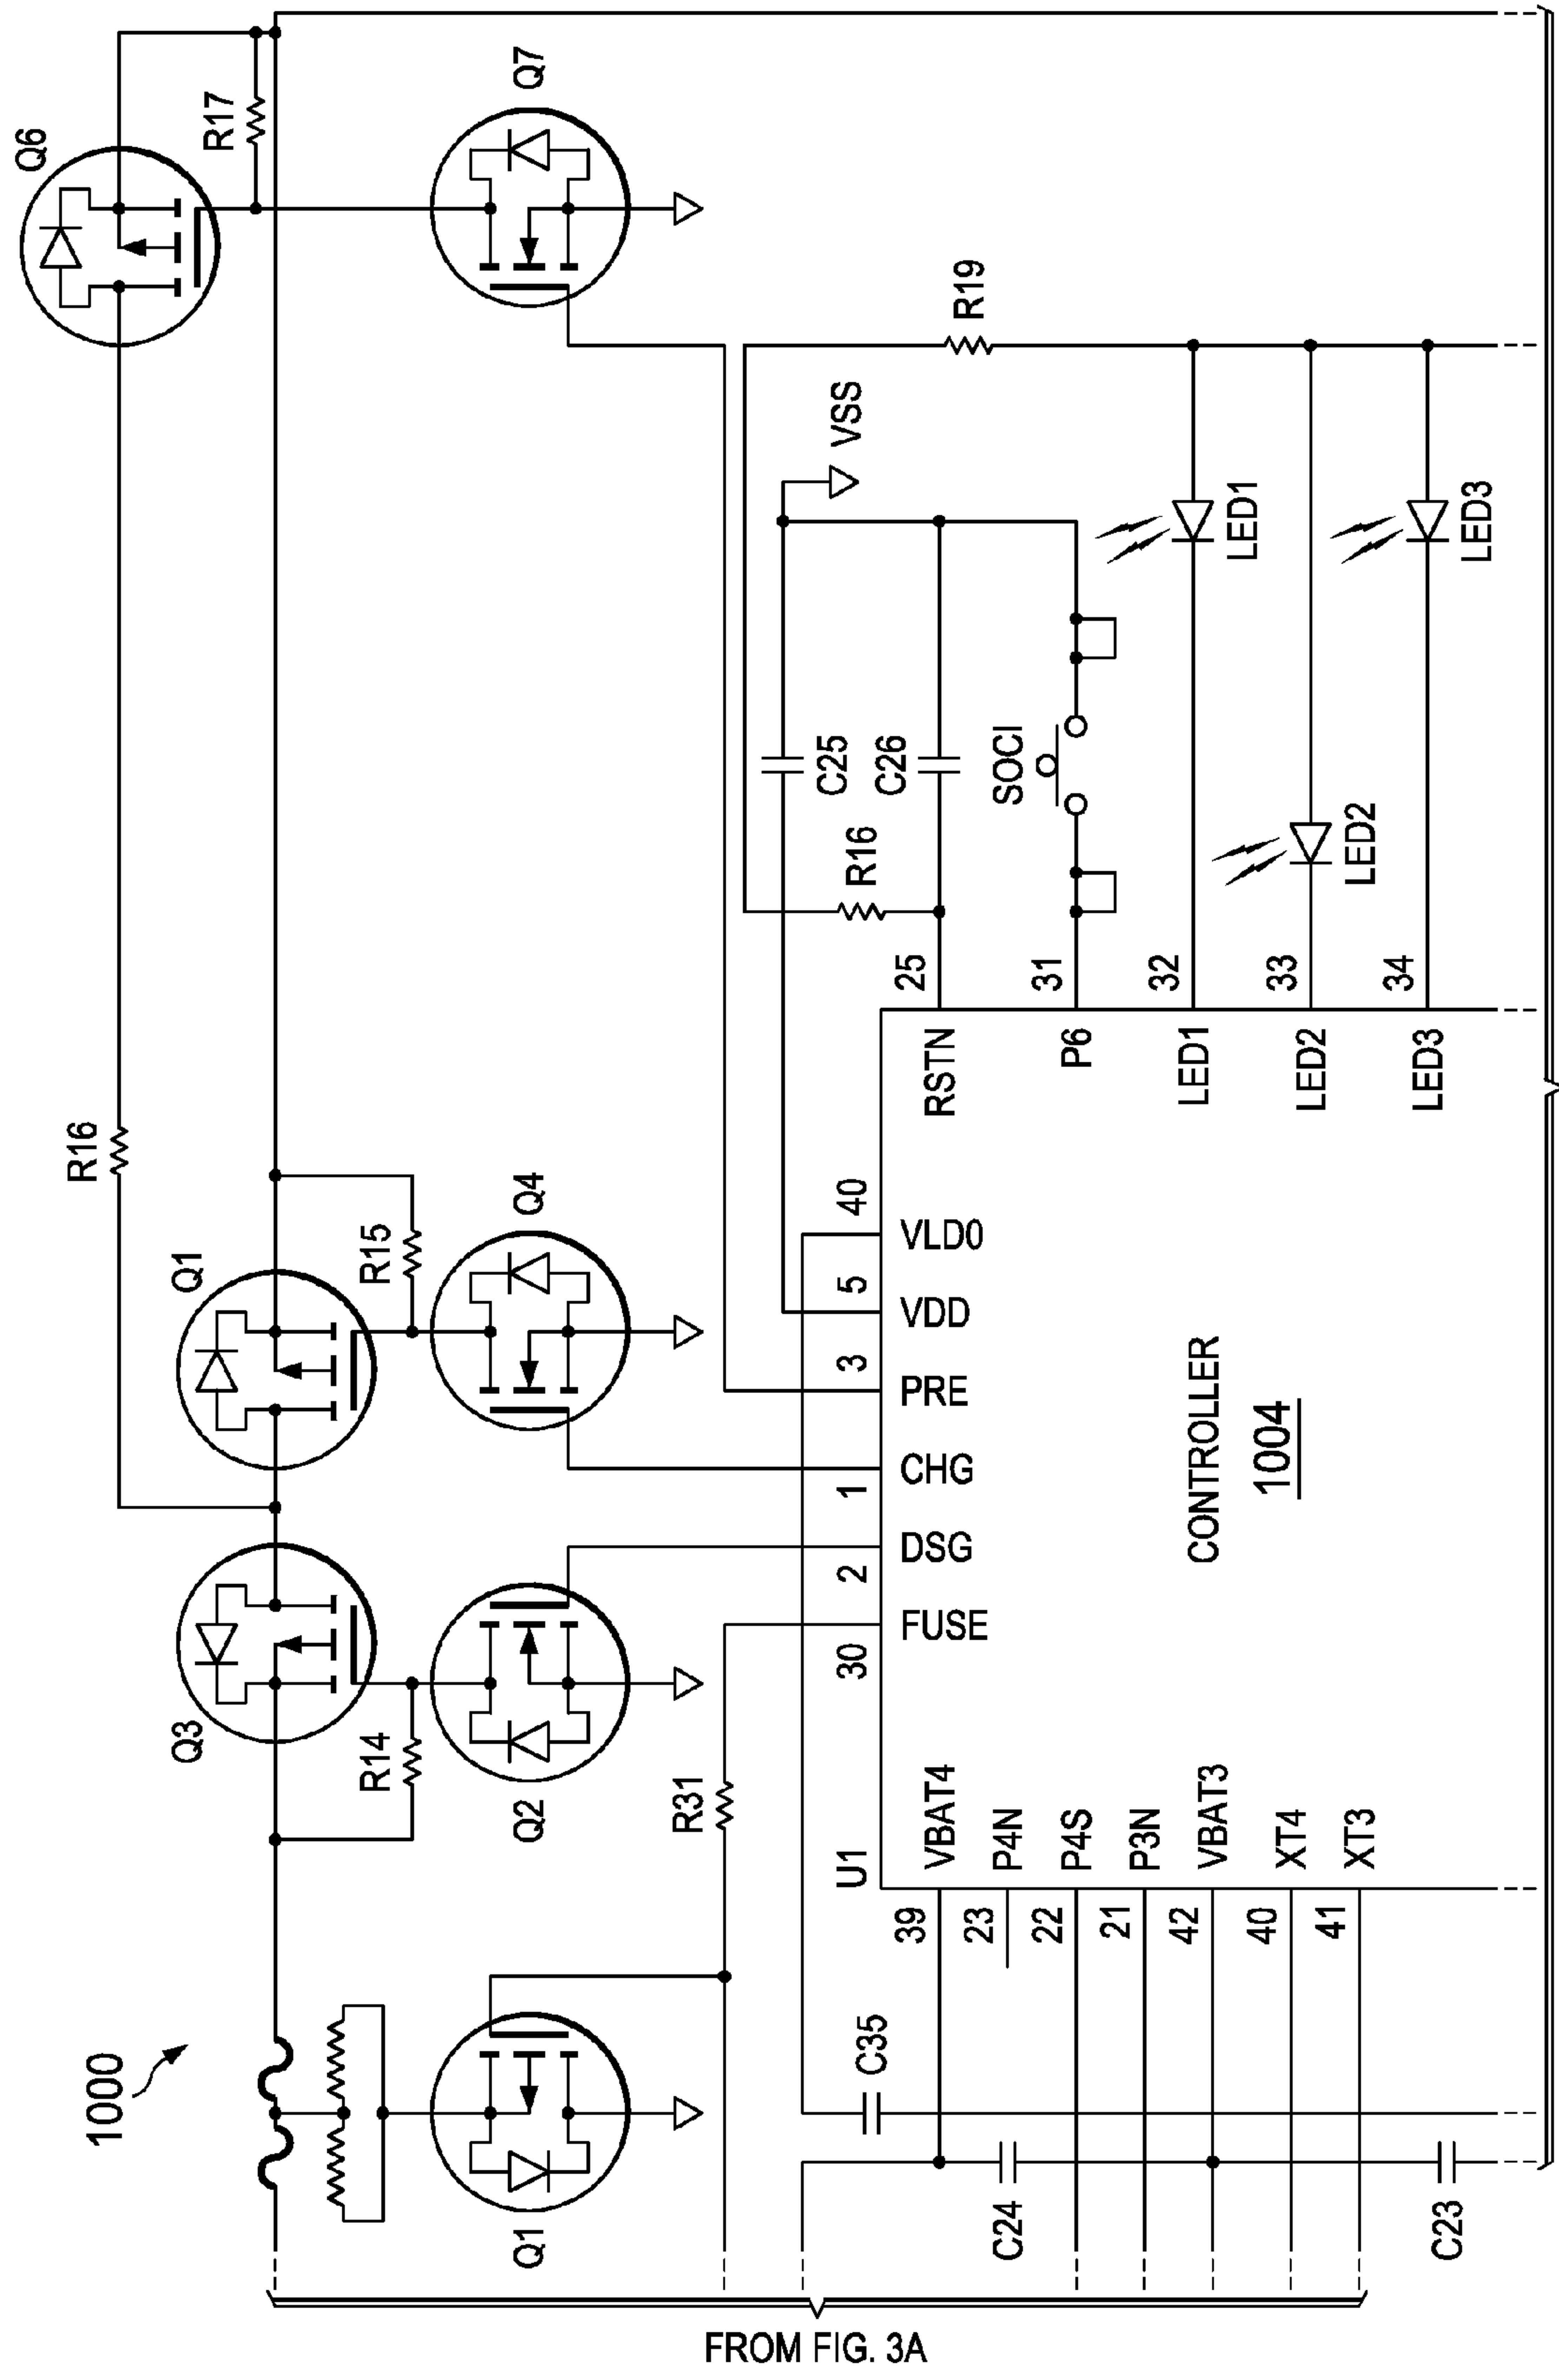 1000
Q1
Q3
R14
Q2
R31
Q1
R15
Q4
R16
Q6
R17
Q7
U1
CONTROLLER
1004
30
FUSE
2
DSG
1
CHG
3
PRE
5
VDD
40
VLD0
39
VBAT4
23
P4N
22
P4S
21
P3N
42
VBAT3
40
XT4
41
XT3
RSTN
25
P6
31
LED1
32
LED2
33
LED3
34
C35
C24
C23
R16
C25
C26
SOCI
VSS
R19
LED1
LED2
LED3
FROM FIG. 3A